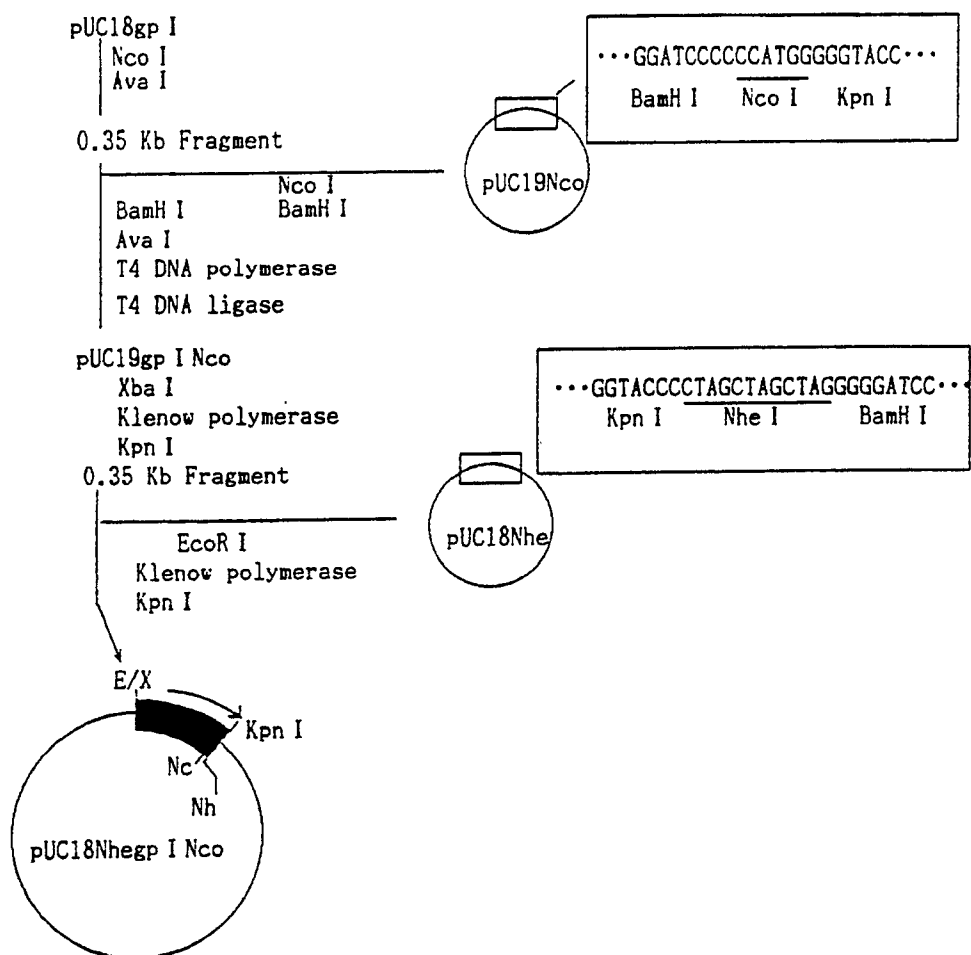 pUC18gp I
Nco I
Ava I
0.35 Kb Fragment
···GGATCCCCCCATGGGGGTACC···
BamH I Nco I Kpn I
pUC19Nco
Nco I
BamH I BamH I
Ava I
T4 DNA polymerase
T4 DNA ligase
pUC19gp I Nco
Xba I
Klenow polymerase
Kpn I
0.35 Kb Fragment
···GGTACCCCTAGCTAGCTAGGGGGATCC···
Kpn I Nhe I BamH I
pUC18Nhe
EcoR I
Klenow polymerase
Kpn I
E/X
Kpn I
Nc
Nh
pUC18Nhegp I Nco